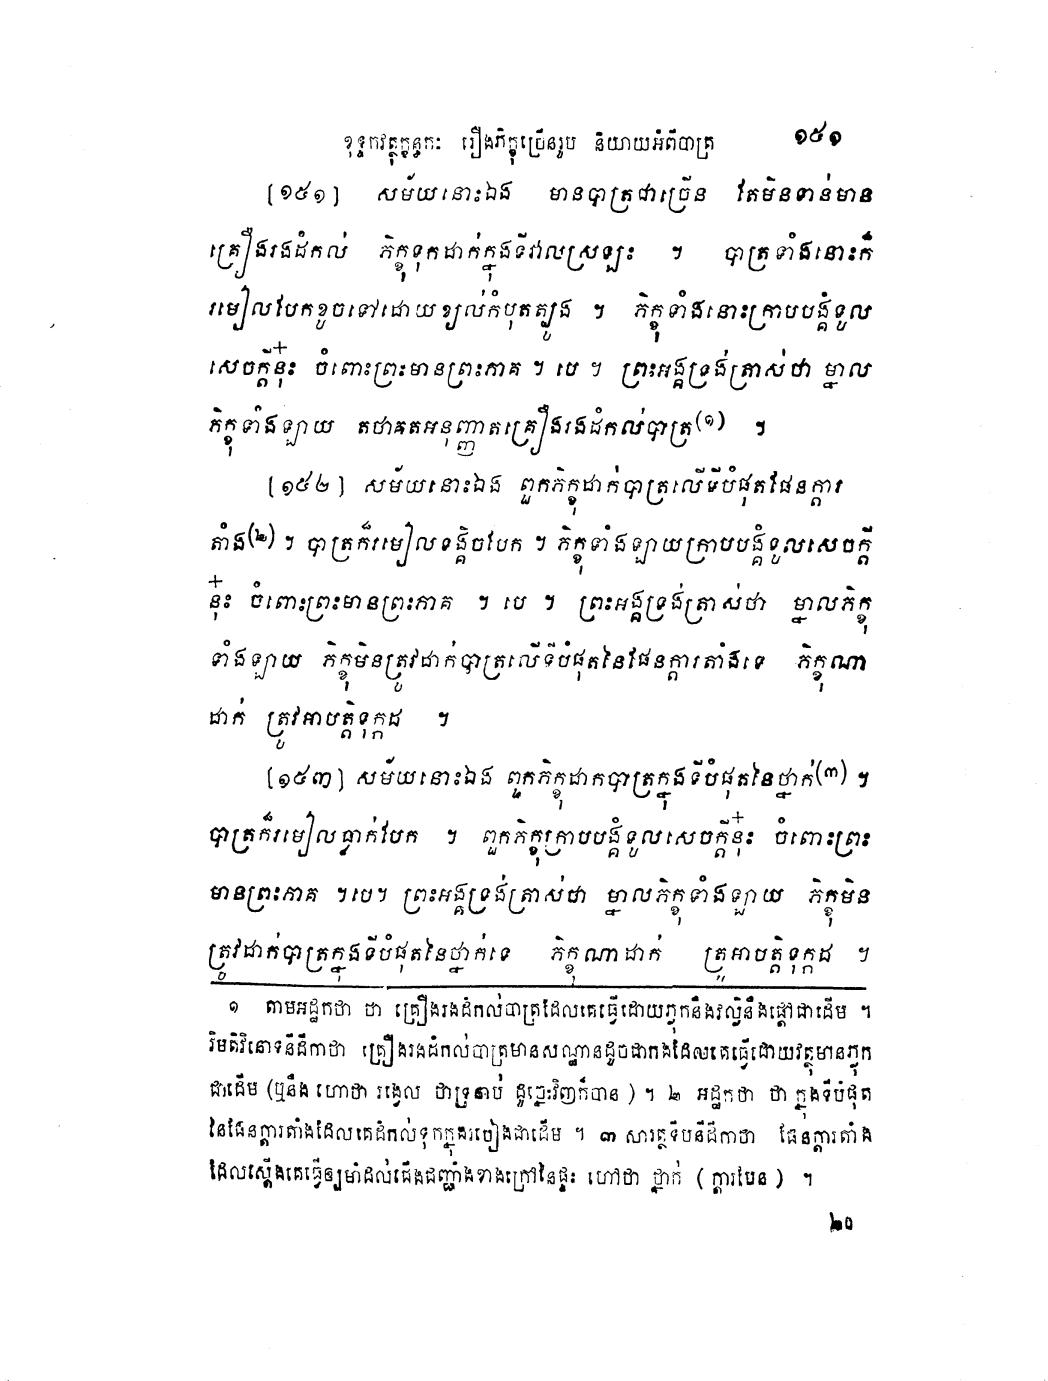 ខុទ្ទកវត្ថុក្ខន្ធកៈ រឿងភិក្ខុច្រើនរូប និយាយអំពីបាត្រ ១៥១
[១៥១] សម័យនោះឯង មានបាត្រជាច្រើន តែមិនទាន់មាន
គ្រឿងរងដំកល់ ភិក្ខុទុកដាក់ក្នុងទីវាលស្រឡះ ។ បាត្រទាំងនោះក៏
រមៀលបែកខូចទៅដោយខ្យល់កំបុតត្បូង ។ ភិក្ខុទាំងនោះក្រាបបង្គំទូល
សេចក្តីនុ៎ះ ចំពោះព្រះមានព្រះភាគ ។ បេ ។ ព្រះអង្គទ្រង់ត្រាស់ថា ម្នាល
ភិក្ខុទាំងឡាយ តថាគតអនុញ្ញាតគ្រឿងរងដំកល់បាត្រ(១) ។
[១៥២] សម័យនោះឯង ពួកភិក្ខុដាក់បាត្រលើទីបំផុតផែនក្តារ
តាំង(២) ។ បាត្រក៏រមៀលទង្គិចបែក ។ ភិក្ខុទាំងឡាយក្រាបបង្គំទូលសេចក្តី
នុ៎ះ ចំពោះព្រះមានព្រះភាគ ។ បេ ។ ព្រះអង្គទ្រង់ត្រាស់ថា ម្នាលភិក្ខុ
ទាំងឡាយ ភិក្ខុមិនត្រូវដាក់បាត្រលើទីបំផុតនៃផែនក្តារតាំងទេ ភិក្ខុណា
ដាក់ ត្រូវអាបត្តិទុក្កដ ។
[១៥៣] សម័យនោះឯង ពួកភិក្ខុដាកបាត្រក្នុងទីបំផុតនៃថ្នាក់(៣) ។
បាត្រក៏រមៀលធ្លាក់បែក ។ ពួកភិក្ខុក្រាបបង្គំទូលសេចក្តីនុ៎ះ ចំពោះព្រះ
មានព្រះភាគ ។បេ។ ព្រះអង្គទ្រង់ត្រាស់ថា ម្នាលភិក្ខុទាំងឡាយ ភិក្ខុមិន
ត្រូវដាក់បាត្រក្នុងទីបំផុតនៃថ្នាក់ទេ ភិក្ខុណាដាក់ ត្រូអាបត្តិទុក្កដ ។
១ តាមអដ្ឋកថា ថា គ្រឿងរងដំកល់បាត្រដែលគេធ្វើដោយភ្ជុកនឹងវល្លិ៍នឹងផ្តៅជាដើម ។
វិមតិវិនោទនីដីកាថា គ្រឿងរងដំកល់បាត្រមានសណ្ឋានដូចជាកងដែលគេធ្វើដោយវត្ថុមានភ្ជុក
ជាដើម (ឬនឹង ហោថា រង្វេល ថាទ្រនាប់ ដូច្នេះវិញក៏បាន ) ។ ២ អដ្ឋកថា ថា ក្នុងទីបំផុត
នៃផែនក្តារតាំងដែលគេដំកល់ទុកក្នុងរបៀងជាដើម ។ ៣ សារត្ថទីបនីដីកាថា ផែនក្តារតាំង
ដែលស្តើងគេធ្វើឲ្យមាំដល់ជើងជញ្ជាំងខាងក្រៅនៃផ្ទះ ហៅថា ថ្នាក់ ( ក្តារបែន ) ។
២០